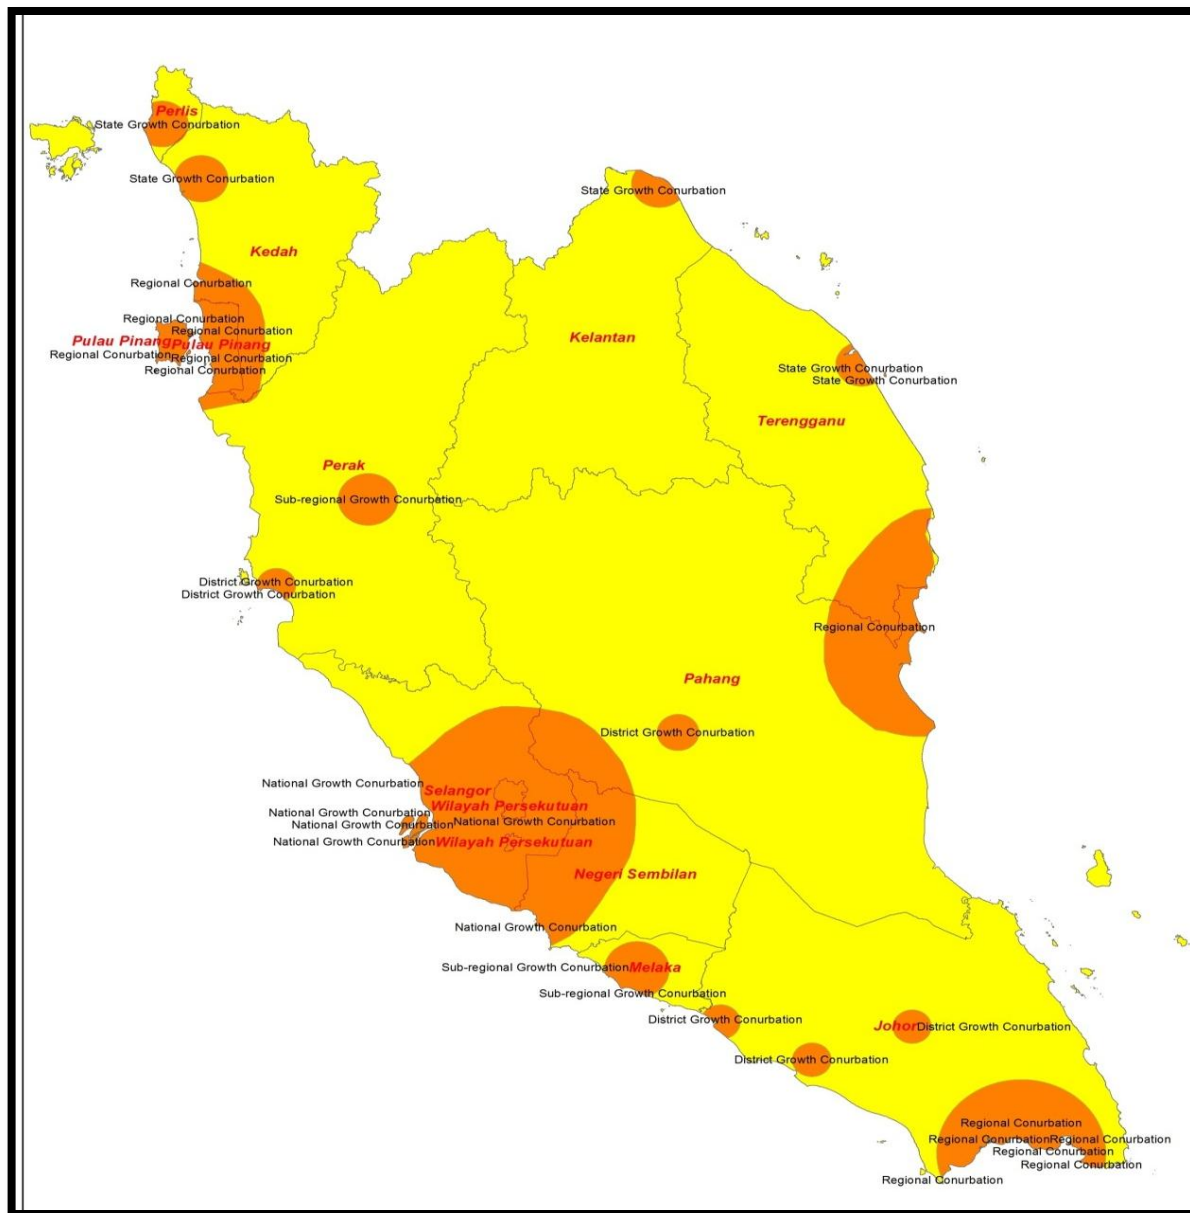 Perlis
State Growth Conurbation
State Growth Conurbation
State Growth Conurbation
Kedah
Regional Conurbation
Regional Conurbation
Regional Conurbation
Pulau Pinang
Pulau Pinang
Regional Conurbation
Regional Conurbation
Regional Conurbation
Kelantan
State Growth Conurbation
State Growth Conurbation
Terengganu
Perak
Sub-regional Growth Conurbation
District Growth Conurbation
District Growth Conurbation
Regional Conurbation
Pahang
District Growth Conurbation
National Growth Conurbation
Selangor
Wilayah Persekutuan
National Growth Conurbation
National Growth Conurbation
National Growth Conurbation
National Growth Conurbation
Wilayah Persekutuan
Negeri Sembilan
National Growth Conurbation
Sub-regional Growth Conurbation
Melaka
Sub-regional Growth Conurbation
District Growth Conurbation
Johor
District Growth Conurbation
District Growth Conurbation
Regional Conurbation
Regional Conurbation
Regional Conurbation
Regional Conurbation
Regional Conurbation
Regional Conurbation